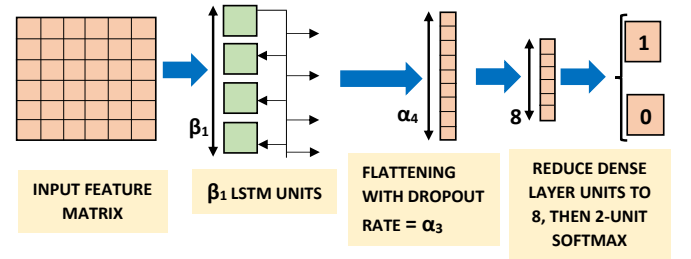 β1
α4
8
1
0
INPUT FEATURE
MATRIX
β1 LSTM UNITS
FLATTENING
WITH DROPOUT
RATE = α3
REDUCE DENSE
LAYER UNITS TO
8, THEN 2-UNIT
SOFTMAX